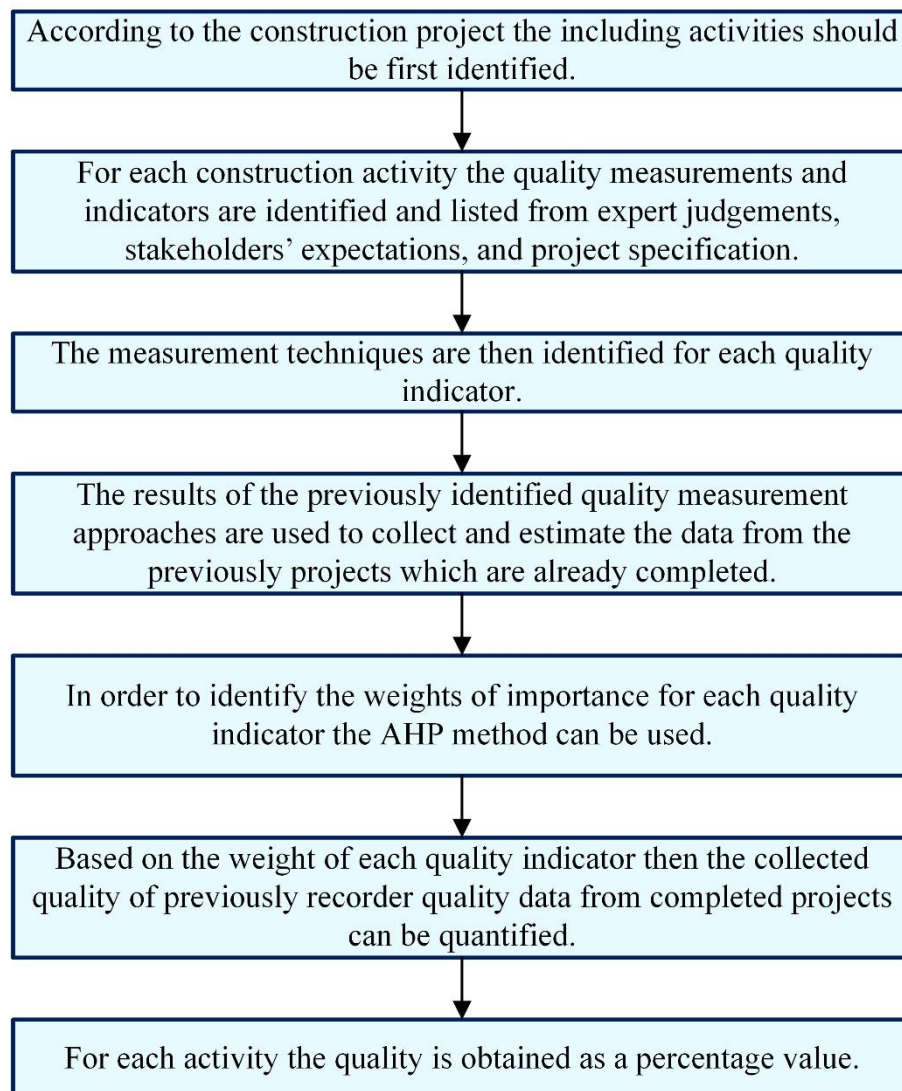 According to the construction project the including activities should
be first identified.
For each construction activity the quality measurements and
indicators are identified and listed from expert judgements,
stakeholders’ expectations, and project specification.
The measurement techniques are then identified for each quality
indicator.
The results of the previously identified quality measurement
approaches are used to collect and estimate the data from the
previously projects which are already completed.
In order to identify the weights of importance for each quality
indicator the AHP method can be used.
Based on the weight of each quality indicator then the collected
quality of previously recorder quality data from completed projects
can be quantified.
For each activity the quality is obtained as a percentage value.